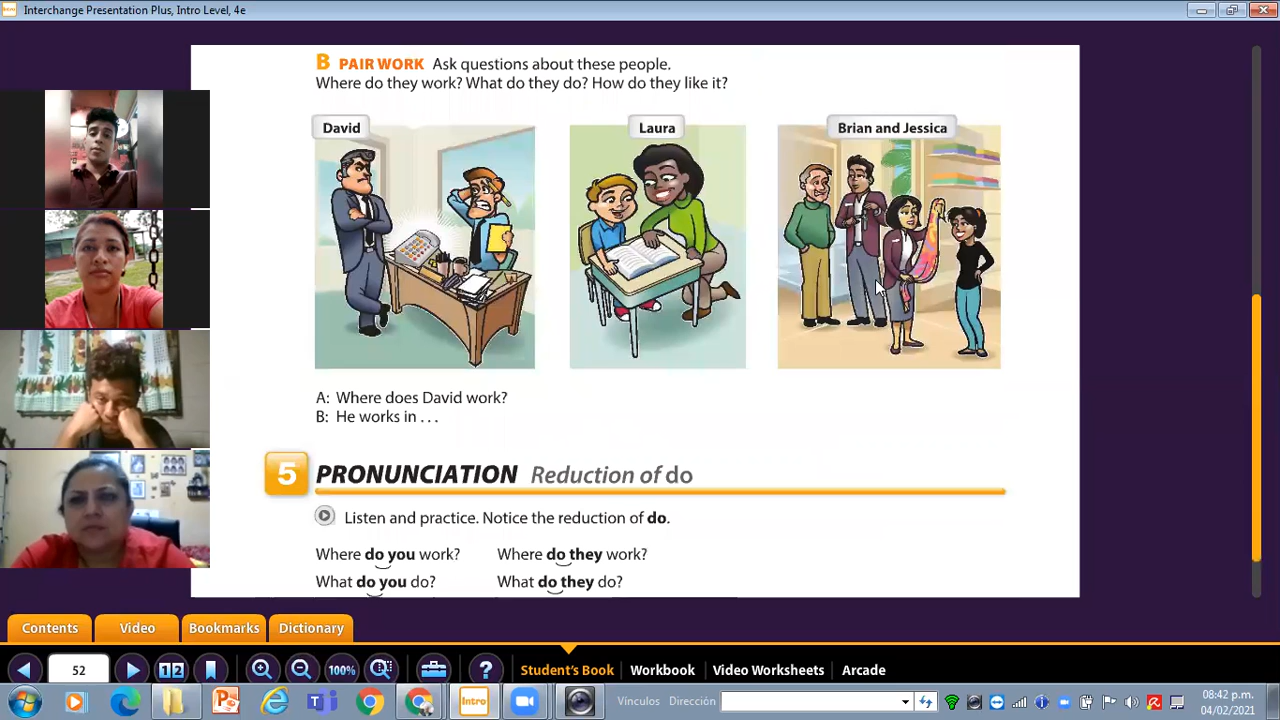 Interchange Presentation Plus, Intro Level, 4e
B PAIR WORK Ask questions about these people.
Where do they work? What do they do? How do they like it?
David
Laura
Brian and Jessica
A: Where does David work?
B: He works in . . .
5 PRONUNCIATION Reduction of do
Listen and practice. Notice the reduction of do.
Where do you work? Where do they work?
What do you do? What do they do?
Contents Video Bookmarks Dictionary
52 12 100% ? Student's Book Workbook Video Worksheets Arcade
Intro Vínculos Dirección 08:42 p.m.
04/02/2021